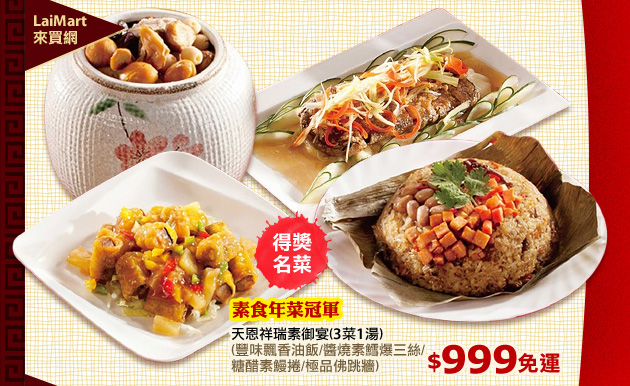 LaiMart
來買網
得獎
名菜
素食年菜冠軍
天恩祥瑞素御宴(3菜1湯)
(豐味飄香油飯/醬燒素鱈爆三絲/
糖醋素鰻捲/極品佛跳牆)
$999免運